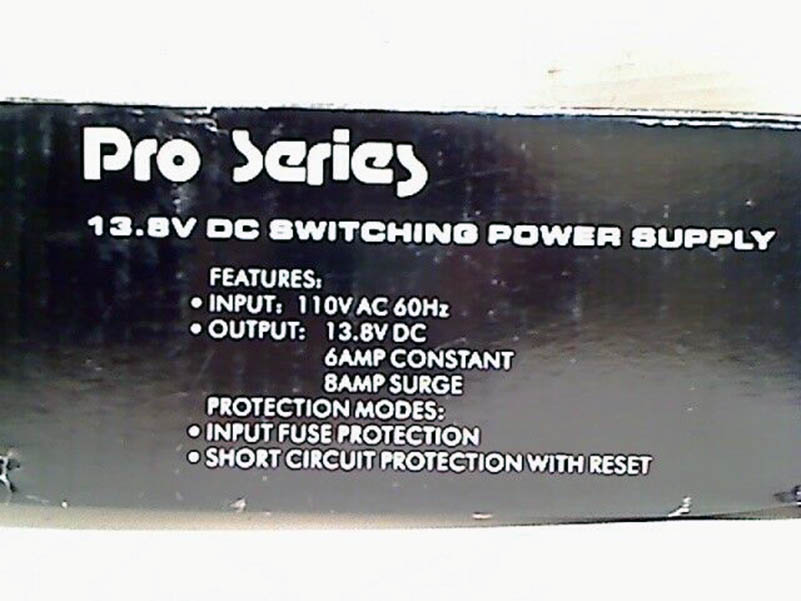 Pro Series
13.8V DC SWITCHING POWER SUPPLY
FEATURES:
• INPUT: 110V AC 60Hz
• OUTPUT: 13.8V DC
6AMP CONSTANT
8AMP SURGE
PROTECTION MODES:
• INPUT FUSE PROTECTION
• SHORT CIRCUIT PROTECTION WITH RESET